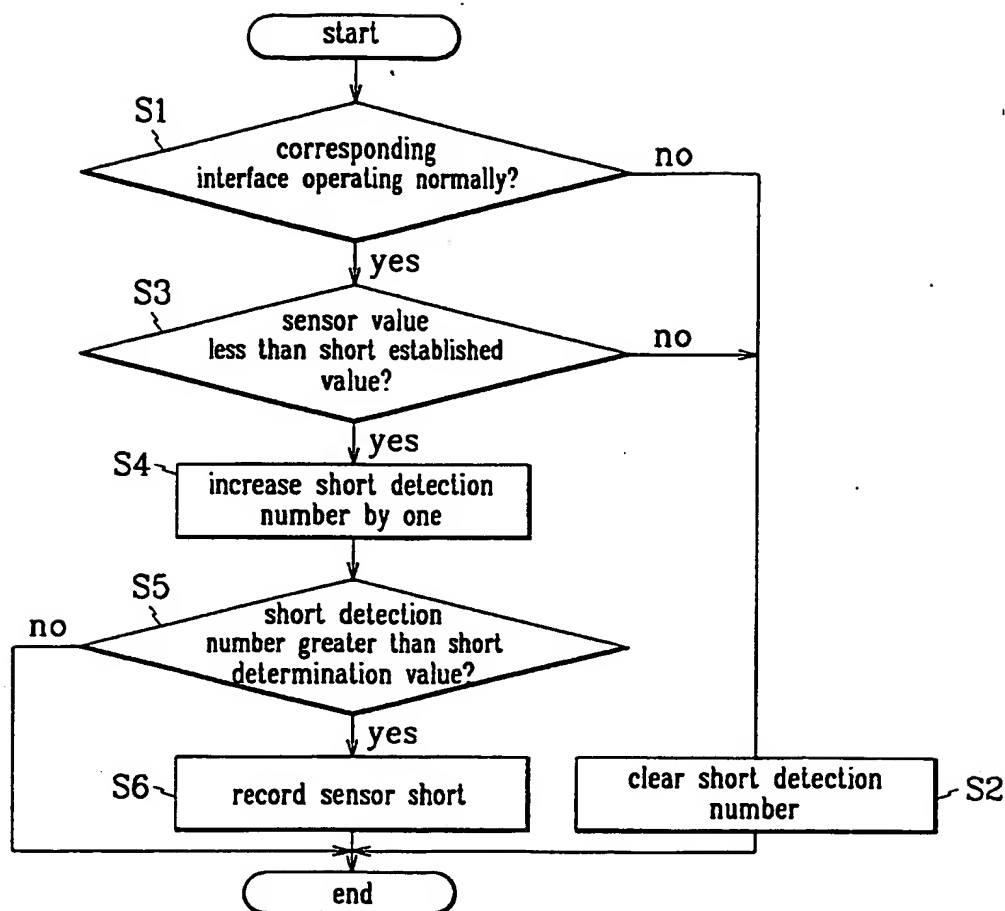 start
S1
corresponding
interface operating normally?
no
yes
S3
sensor value
less than short established
value?
no
yes
S4
increase short detection
number by one
S5
no
short detection
number greater than short
determination value?
yes
S6
record sensor short
clear short detection
number
S2
end